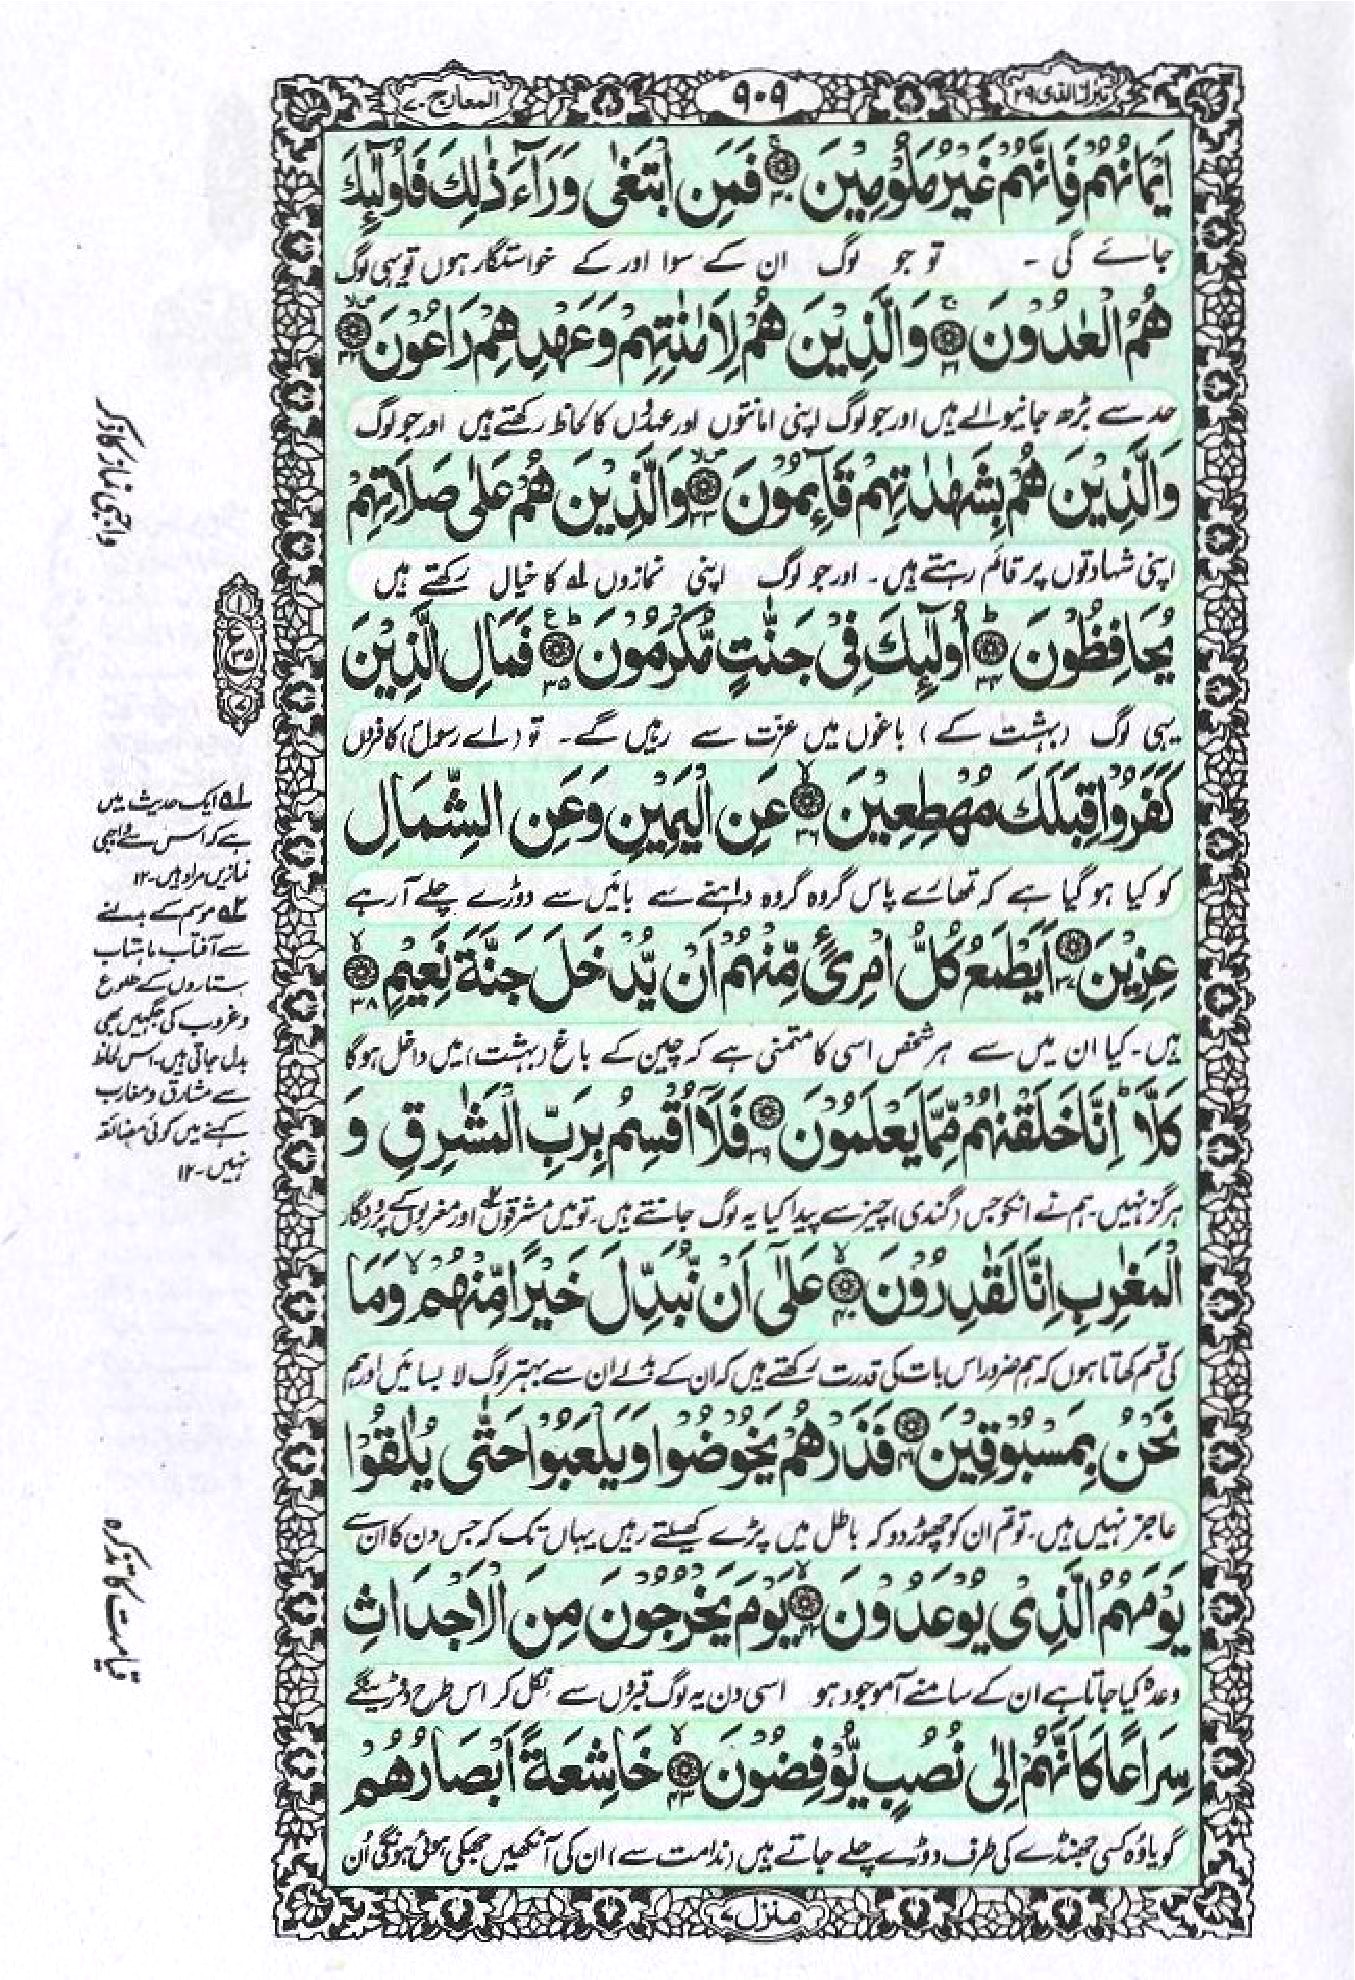 تبٰرك الذی ۲۹
۹۰۹
المعارج ۷۰
اَيْمَانُهُمْ فَاِنَّهُمْ غَيْرُ مَلُوْمِيْنَ ۳۰ فَمَنِ ابْتَغٰى وَرَآءَ ذٰلِكَ فَاُولٰٓئِكَ
جائے گی ۔ تو جو لوگ ان کے سوا اور کے خواستگار ہوں تو یہی لوگ
هُمُ الْعٰدُوْنَ ۳۱ وَالَّذِيْنَ هُمْ لِاَمٰنٰتِهِمْ وَعَهْدِهِمْ رَاعُوْنَ ۳۲
حد سے بڑھ جانیوالے ہیں اور جو لوگ اپنی امانتوں اور عہدوں کا لحاظ رکھتے ہیں اور جو لوگ
وَالَّذِيْنَ هُمْ بِشَهٰدٰتِهِمْ قَآئِمُوْنَ ۳۳ وَالَّذِيْنَ هُمْ عَلٰى صَلَاتِهِمْ
اپنی شہادتوں پر قائم رہتے ہیں ۔ اور جو لوگ اپنی نمازوں لہ کا خیال رکھتے ہیں
يُحَافِظُوْنَ ۳۴ اُولٰٓئِكَ فِىْ جَنّٰتٍ مُّكْرَمُوْنَ ۳۵ فَمَالِ الَّذِيْنَ
یہی لوگ (بہشت کے) باغوں میں عزت سے رہیں گے ۔ تو (اے رسول) کافروں
كَفَرُوْا قِبَلَكَ مُهْطِعِيْنَ ۳۶ عَنِ الْيَمِيْنِ وَعَنِ الشِّمَالِ
کو کیا ہو گیا ہے کہ تمھارے پاس گروہ گروہ داہنے سے بائیں سے دوڑے چلے آ رہے
عِزِيْنَ ۳۷ اَيَطْمَعُ كُلُّ امْرِئٍ مِّنْهُمْ اَنْ يُّدْخَلَ جَنَّةَ نَعِيْمٍ ۳۸
ہیں ۔ کیا ان میں سے ہر شخص اسی کا متمنی ہے کہ چین کے باغ (بہشت) میں داخل ہوگا
كَلَّا اِنَّا خَلَقْنٰهُمْ مِّمَّا يَعْلَمُوْنَ ۳۹ فَلَآ اُقْسِمُ بِرَبِّ الْمَشٰرِقِ وَ
ہرگز نہیں ۔ ہم نے انکو جس (گندی) چیز سے پیدا کیا یہ لوگ جانتے ہیں ۔ تو میں مشرقوں ۲ہ اور مغربوں کے پروردگار
الْمَغٰرِبِ اِنَّا لَقٰدِرُوْنَ ۴۰ عَلٰٓى اَنْ نُّبَدِّلَ خَيْرًا مِّنْهُمْ وَمَا
کی قسم کھاتا ہوں کہ ہم ضرور اس بات کی قدرت رکھتے ہیں کہ ان کے بدلے ان سے بہتر لوگ لا بسائیں اور ہم
نَحْنُ بِمَسْبُوْقِيْنَ ۴۱ فَذَرْهُمْ يَخُوْضُوْا وَيَلْعَبُوْا حَتّٰى يُلٰقُوْا
عاجز نہیں ہیں ۔ تو تم ان کو چھوڑ دو کہ باطل میں پڑے کھیلتے رہیں یہاں تک کہ جس دن کا ان سے
يَوْمَهُمُ الَّذِىْ يُوْعَدُوْنَ ۴۲ يَوْمَ يَخْرُجُوْنَ مِنَ الْاَجْدَاثِ
وعدہ کیا جاتا ہے ان کے سامنے آ موجود ہو اسی دن یہ لوگ قبروں سے نکل کر اس طرح دوڑینگے
سِرَاعًا كَاَنَّهُمْ اِلٰى نُصُبٍ يُّوْفِضُوْنَ ۴۳ خَاشِعَةً اَبْصَارُهُمْ
گویا وہ کسی جھنڈے کی طرف دوڑے چلے جاتے ہیں (ندامت سے) ان کی آنکھیں جھکی ہوئی ہونگی اُن
منزل ۷
واجبی نماز کا ذکر
لہ ایک حدیث میں
ہے کہ اس سے واجبی
نمازیں مراد ہیں ۔ ۱۲
۲ہ موسم کے بدلنے
سے آفتاب ماہتاب
ستاروں کے طلوع
و غروب کی جگہیں بھی
بدل جاتی ہیں ۔ اس لحاظ
سے مشارق و مغارب
کہنے میں کوئی مضائقہ
نہیں ۔ ۱۲
قیامت کا تذکرہ